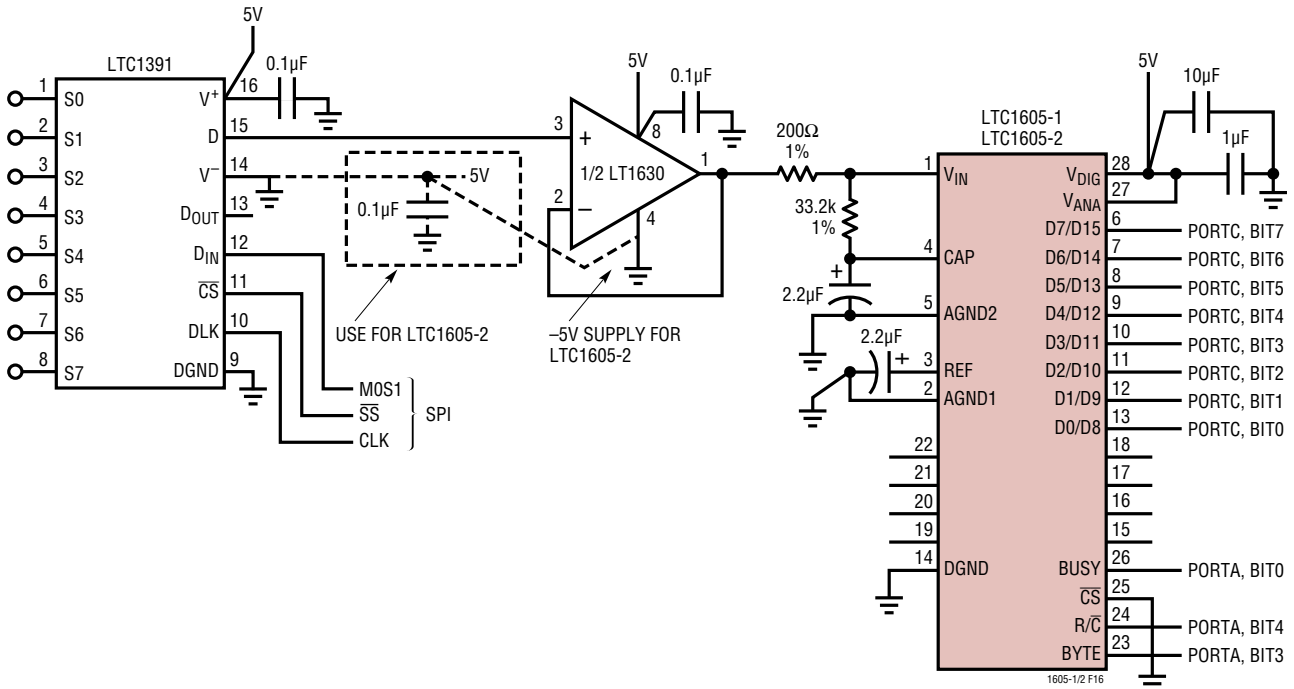 5V
LTC1391
0.1µF
1 S0
2 S1
3 S2
4 S3
5 S4
6 S5
7 S6
8 S7
V+ 16
D 15
V– 14
DOUT 13
DIN 12
CS 11
DLK 10
DGND 9
MOS1
SS
CLK
SPI
5V
0.1µF
USE FOR LTC1605-2
–5V SUPPLY FOR
LTC1605-2
5V
0.1µF
8
3 +
1/2 LT1630
1
2 –
4
200Ω
1%
33.2k
1%
+
2.2µF
2.2µF
+
LTC1605-1
LTC1605-2
1 VIN
4 CAP
5 AGND2
3 REF
2 AGND1
22
21
20
19
14 DGND
5V
10µF
1µF
VDIG 28
VANA 27
D7/D15 6 PORTC, BIT7
D6/D14 7 PORTC, BIT6
D5/D13 8 PORTC, BIT5
D4/D12 9 PORTC, BIT4
D3/D11 10 PORTC, BIT3
D2/D10 11 PORTC, BIT2
D1/D9 12 PORTC, BIT1
D0/D8 13 PORTC, BIT0
18
17
16
15
BUSY 26 PORTA, BIT0
CS 25
R/C 24 PORTA, BIT4
BYTE 23 PORTA, BIT3
1605-1/2 F16